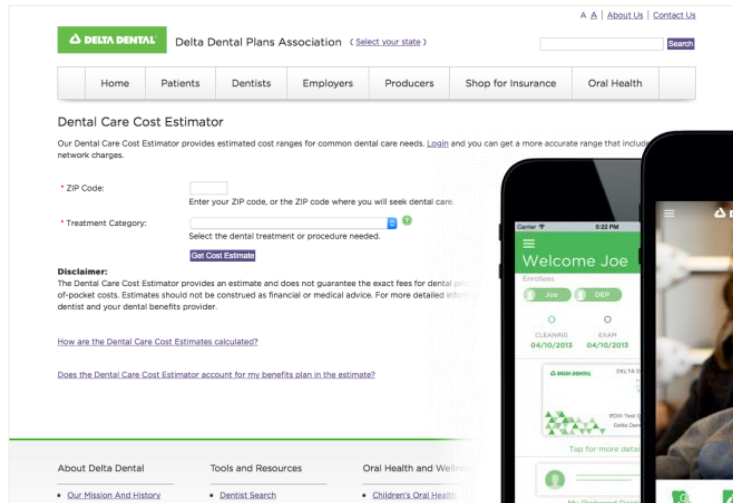 A A | About Us | Contact Us
DELTA DENTAL Delta Dental Plans Association ( Select your state )
Search
Home Patients Dentists Employers Producers Shop for Insurance Oral Health
Dental Care Cost Estimator
Our Dental Care Cost Estimator provides estimated cost ranges for common dental care needs. Login and you can get a more accurate range that
network charges.
* ZIP Code:
Enter your ZIP code, or the ZIP code where you will seek dental care.
* Treatment Category:
?
Select the dental treatment or procedure needed.
Get Cost Estimate
Disclaimer:
The Dental Care Cost Estimator provides an estimate and does not guarantee the exact fees for dental
of-pocket costs. Estimates should not be construed as financial or medical advice. For more detailed
dentist and your dental benefits provider.
How are the Dental Care Cost Estimates calculated?
Does the Dental Care Cost Estimator account for my benefits plan in the estimate?
About Delta Dental Tools and Resources Oral Health and
Our Mission And History Dentist Search Children's Oral Health
Carrier 5:22 PM
Welcome Joe
Enrollees
Joe DEP
CLEANING EXAM
04/10/2013 04/10/2013
DELTA DENTAL
Tap for more